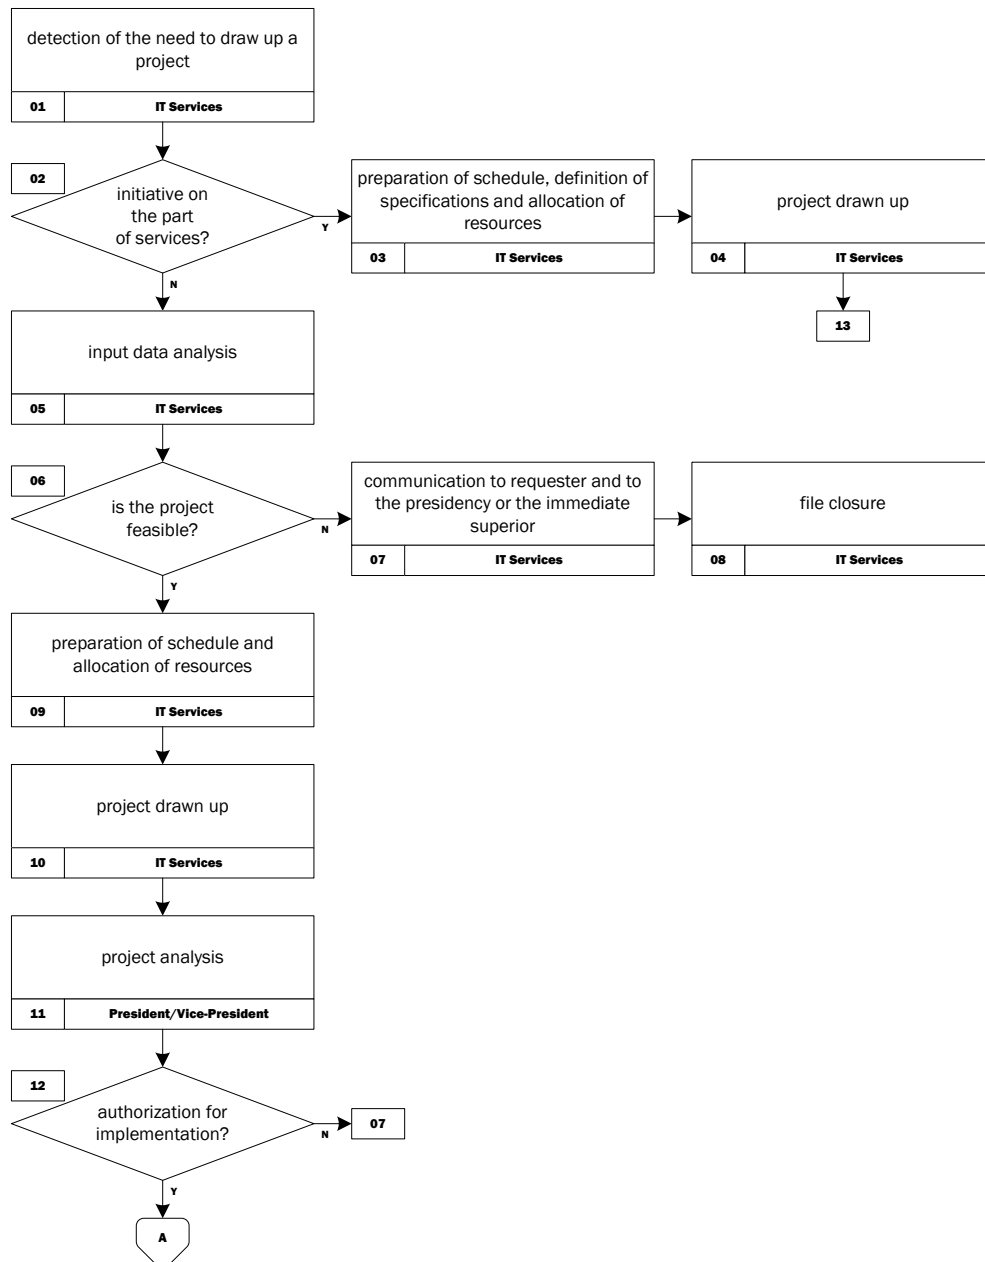 detection of the need to draw up a
project
01 IT Services
02
initiative on
the part
of services?
Y
N
preparation of schedule, definition of
specifications and allocation of
resources
03 IT Services
project drawn up
04 IT Services
13
input data analysis
05 IT Services
06
is the project
feasible?
N
Y
communication to requester and to
the presidency or the immediate
superior
07 IT Services
file closure
08 IT Services
preparation of schedule and
allocation of resources
09 IT Services
project drawn up
10 IT Services
project analysis
11 President/Vice-President
12
authorization for
implementation?
N
07
Y
A